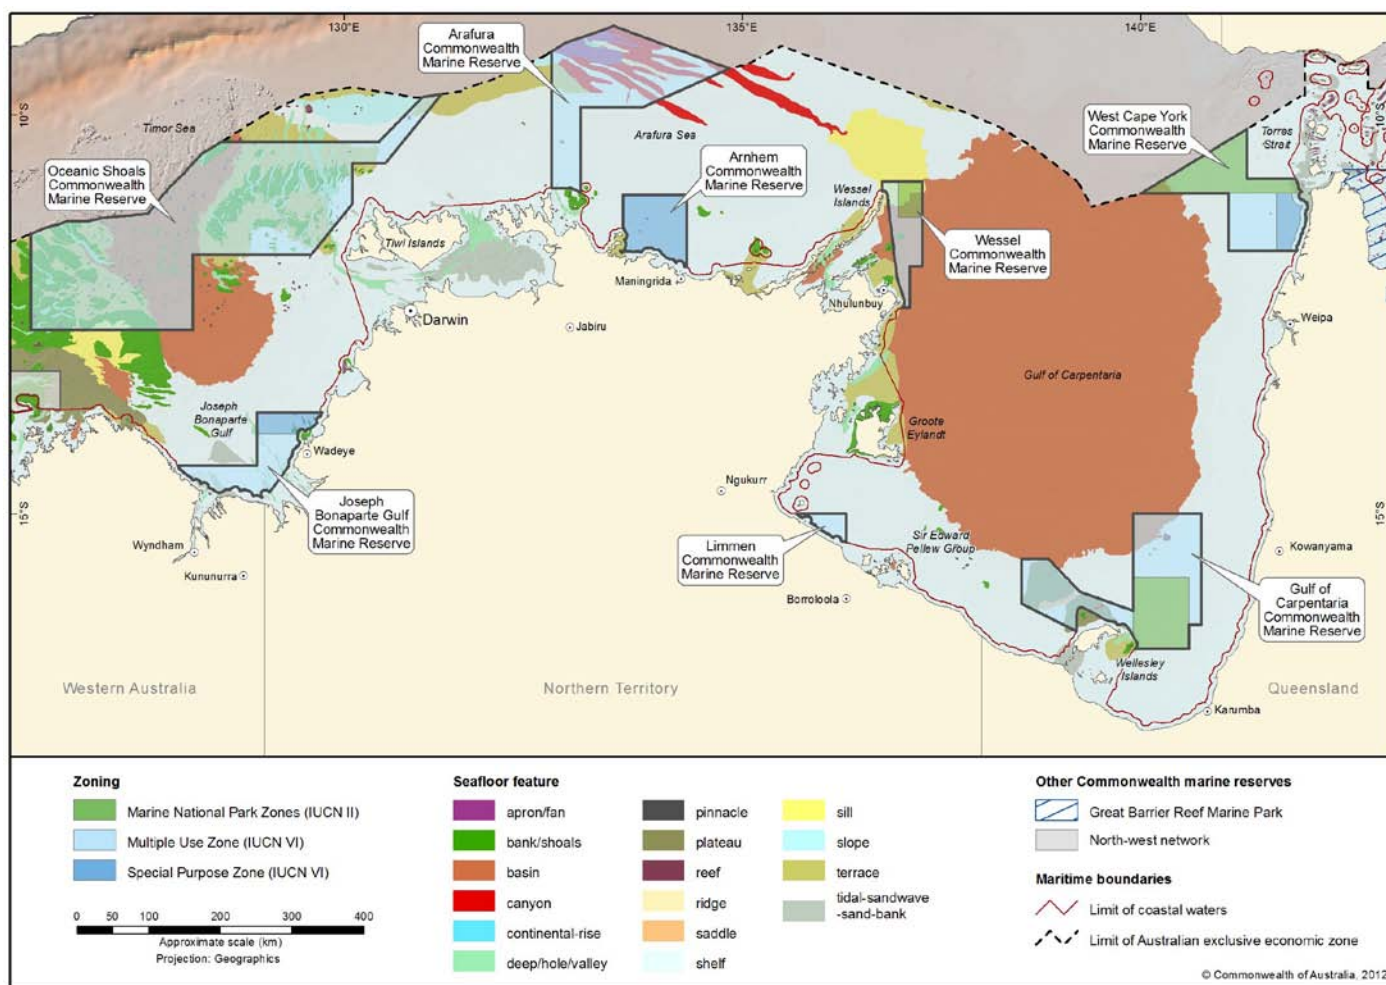 130°E
135°E
140°E
10°S
10°S
15°S
15°S
Arafura
Commonwealth
Marine Reserve
Timor Sea
Oceanic Shoals
Commonwealth
Marine Reserve
Arafura Sea
Arnhem
Commonwealth
Marine Reserve
West Cape York
Commonwealth
Marine Reserve
Torres
Strait
Wessel
Islands
Wessel
Commonwealth
Marine Reserve
Tiwi Islands
Maningrida
Nhulunbuy
Darwin
Jabiru
Weipa
Gulf of Carpentaria
Joseph
Bonaparte
Gulf
Groote
Eylandt
Wadeye
Ngukurr
Joseph
Bonaparte Gulf
Commonwealth
Marine Reserve
Limmen
Commonwealth
Marine Reserve
Sir Edward
Pellew Group
Wyndham
Kununurra
Kowanyama
Borroloola
Gulf of
Carpentaria
Commonwealth
Marine Reserve
Wellesley
Islands
Karumba
Western Australia
Northern Territory
Queensland
Zoning
Marine National Park Zones (IUCN II)
Multiple Use Zone (IUCN VI)
Special Purpose Zone (IUCN VI)
0 50 100 200 300 400
Approximate scale (km)
Projection: Geographics
Seafloor feature
apron/fan
bank/shoals
basin
canyon
continental-rise
deep/hole/valley
pinnacle
plateau
reef
ridge
saddle
shelf
sill
slope
terrace
tidal-sandwave
-sand-bank
Other Commonwealth marine reserves
Great Barrier Reef Marine Park
North-west network
Maritime boundaries
Limit of coastal waters
Limit of Australian exclusive economic zone
© Commonwealth of Australia, 2012